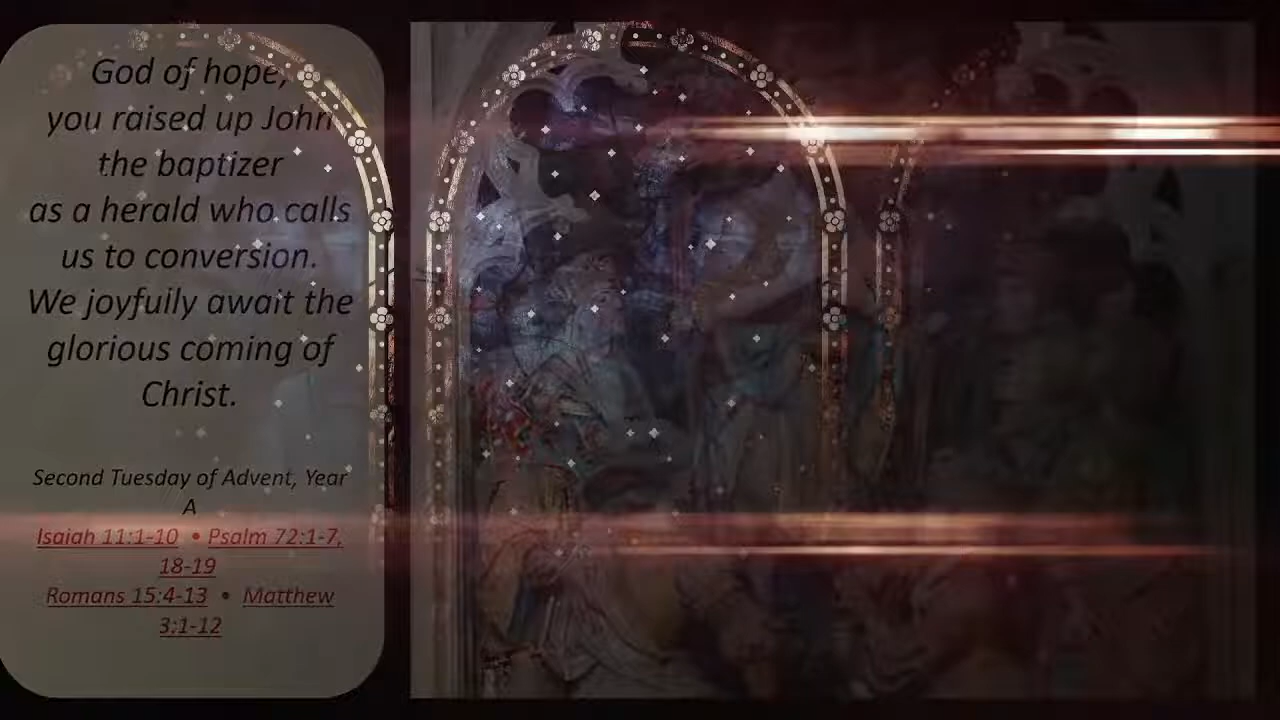 God of hope,
you raised up John
the baptizer
as a herald who calls
us to conversion.
We joyfully await the
glorious coming of
Christ.
Second Tuesday of Advent, Year
A
Isaiah 11:1-10 • Psalm 72:1-7,
18-19
Romans 15:4-13 • Matthew
3:1-12